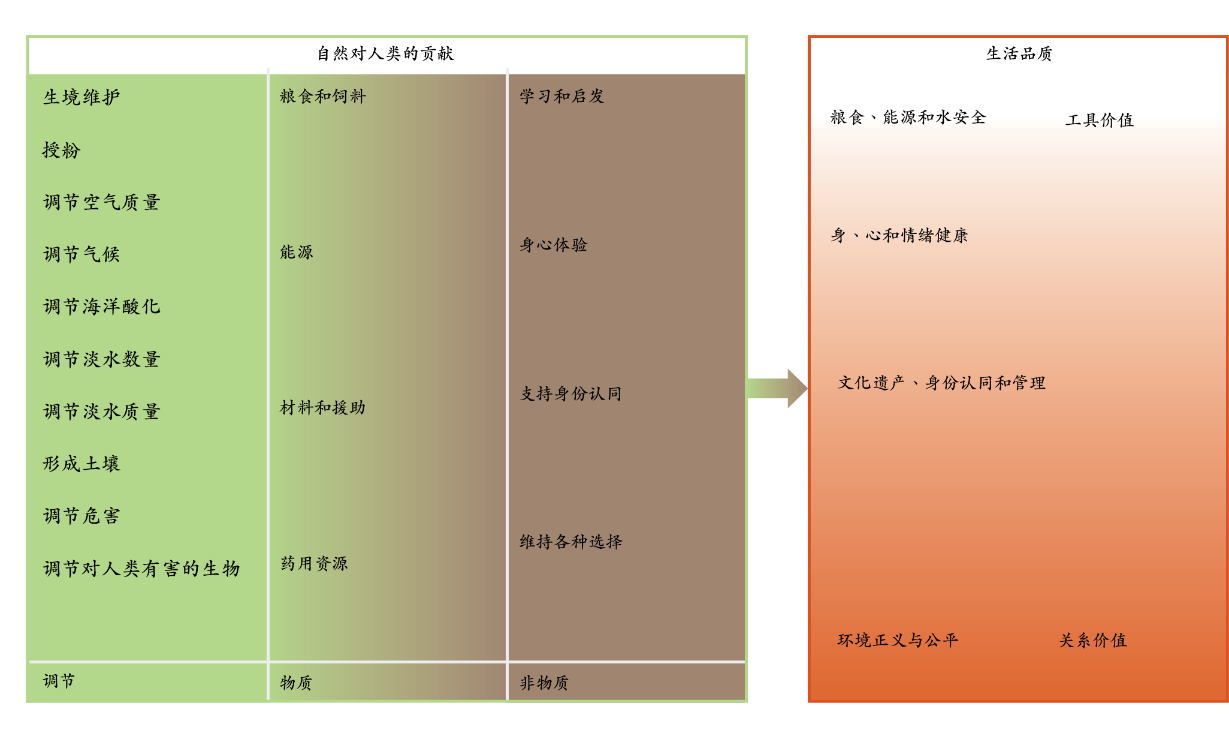 自然对人类的贡献
生境维护
授粉
调节空气质量
调节气候
调节海洋酸化
调节淡水数量
调节淡水质量
形成土壤
调节危害
调节对人类有害的生物
调节
粮食和饲料
能源
材料和援助
药用资源
物质
学习和启发
身心体验
支持身份认同
维持各种选择
非物质
生活品质
粮食、能源和水安全
工具价值
身、心和情绪健康
文化遗产、身份认同和管理
环境正义与公平
关系价值